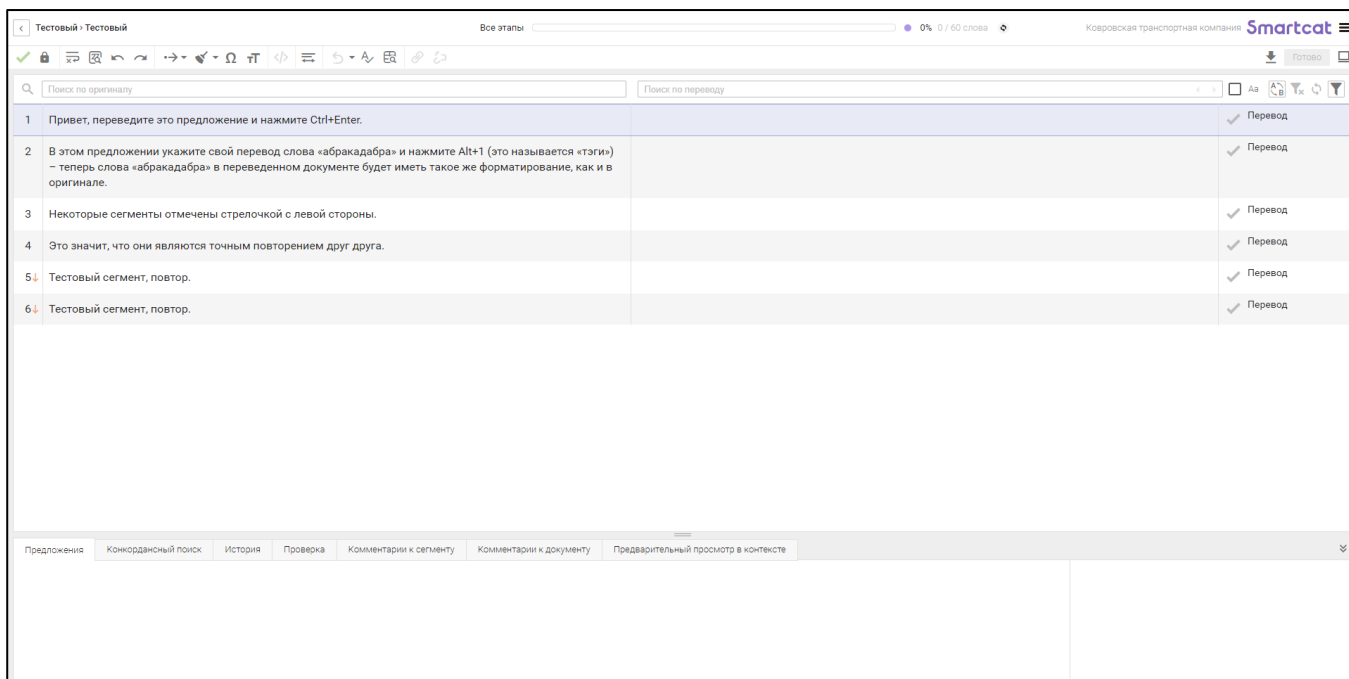 Тестовый › Тестовый
Все этапы
0% 0 / 60 слова
Ковровская транспортная компания Smartcat
Готово
Поиск по оригиналу
Поиск по переводу
Aa
1 Привет, переведите это предложение и нажмите Ctrl+Enter. Перевод
2 В этом предложении укажите свой перевод слова «абракадабра» и нажмите Alt+1 (это называется «тэги») Перевод
– теперь слова «абракадабра» в переведенном документе будет иметь такое же форматирование, как и в
оригинале.
3 Некоторые сегменты отмечены стрелочкой с левой стороны. Перевод
4 Это значит, что они являются точным повторением друг друга. Перевод
5↓ Тестовый сегмент, повтор. Перевод
6↓ Тестовый сегмент, повтор. Перевод
Предложения Конкордансный поиск История Проверка Комментарии к сегменту Комментарии к документу Предварительный просмотр в контексте